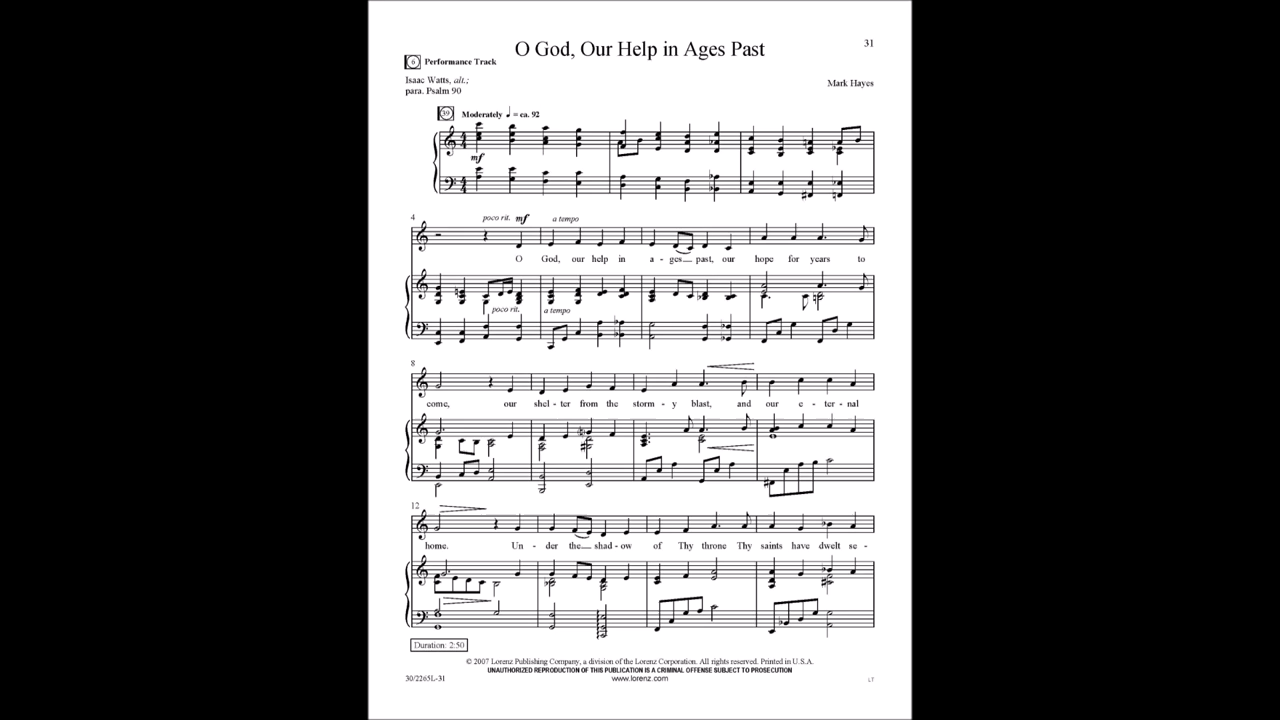 31
O God, Our Help in Ages Past
6 Performance Track
Isaac Watts, alt.;
para. Psalm 90
Mark Hayes
39 Moderately ♩ = ca. 92
4
4
mf
4
4
4
poco rit. mf a tempo
O God, our help in a - ges past, our hope for years to
poco rit. a tempo
8
come, our shel - ter from the storm - y blast, and our e - ter - nal
12
home. Un - der the shad - ow of Thy throne Thy saints have dwelt se -
Duration: 2:50
© 2007 Lorenz Publishing Company, a division of the Lorenz Corporation. All rights reserved. Printed in U.S.A.
UNAUTHORIZED REPRODUCTION OF THIS PUBLICATION IS A CRIMINAL OFFENSE SUBJECT TO PROSECUTION
30/2265L-31
www.lorenz.com
LT